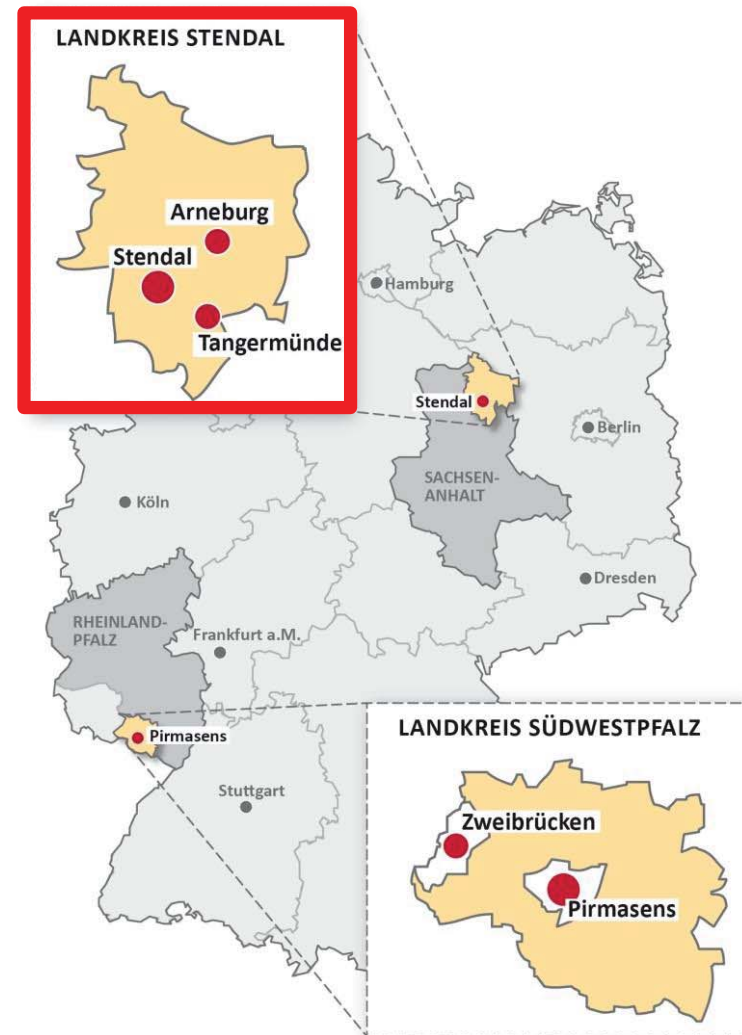 LANDKREIS STENDAL
Arneburg
Stendal
Tangermünde
Hamburg
Stendal
Berlin
SACHSEN-
ANHALT
Köln
Dresden
RHEINLAND-
PFALZ
Frankfurt a.M.
Pirmasens
LANDKREIS SÜDWESTPFALZ
Stuttgart
Zweibrücken
Pirmasens